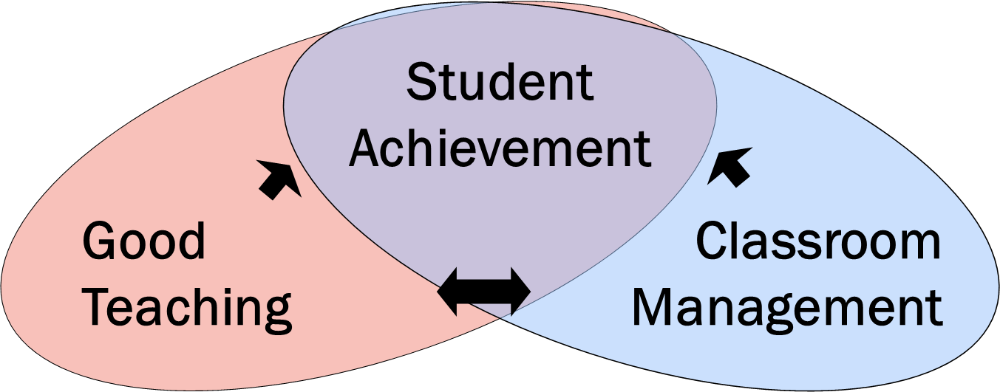 Student
Achievement
Good
Teaching
Classroom
Management